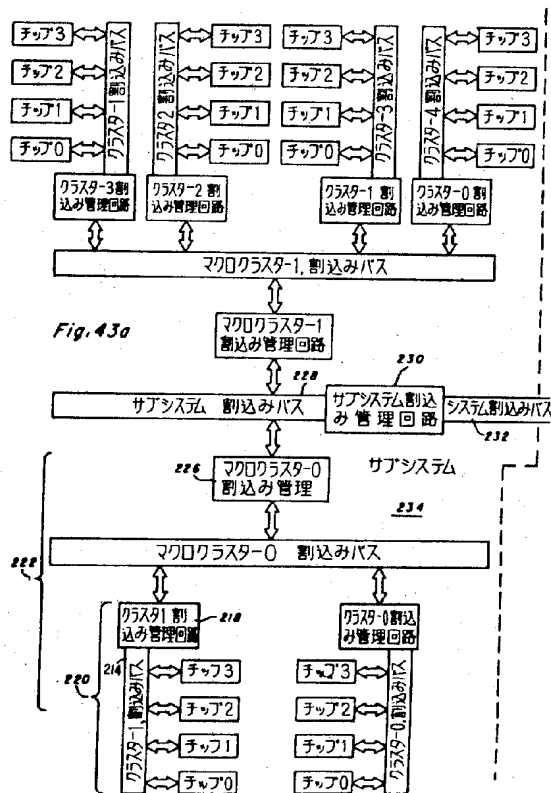 チップ3
チップ2
チップ1
チップ0
クラスター1割込みバス
クラスター3割
込み管理回路
クラスター2割込みバス
チップ3
チップ2
チップ1
チップ0
クラスター2 割
込み管理回路
チップ3
チップ2
チップ1
チップ0
クラスター3割込みバス
クラスター1 割
込み管理回路
クラスター4割込みバス
チップ3
チップ2
チップ1
チップ0
クラスター0 割
込み管理回路
マクロクラスター1,割込みバス
Fig.43a
マクロクラスター1
割込み管理回路
228
サブシステム 割込みバス
230
サブシステム割込
み管理回路
システム割込みバス
232
サブシステム
226
マクロクラスター0
割込み管理
234
222
マクロクラスター0 割込みバス
クラスタ1 割
込み管理回路
218
クラスター0割込
み管理回路
220
214
クラスター1,割込みバス
チップ3
チップ2
チップ1
チップ0
チップ3
チップ2
チップ1
チップ0
クラスター0,割込みバス